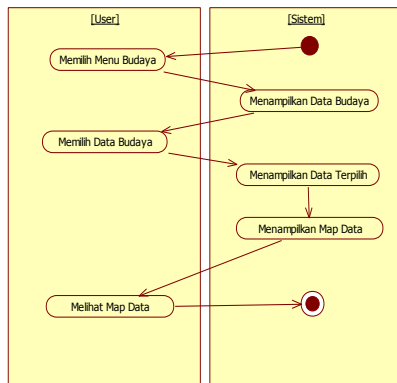 [User]
[Sistem]
Memilih Menu Budaya
Menampilkan Data Budaya
Memilih Data Budaya
Menampilkan Data Terpilih
Menampilkan Map Data
Melihat Map Data